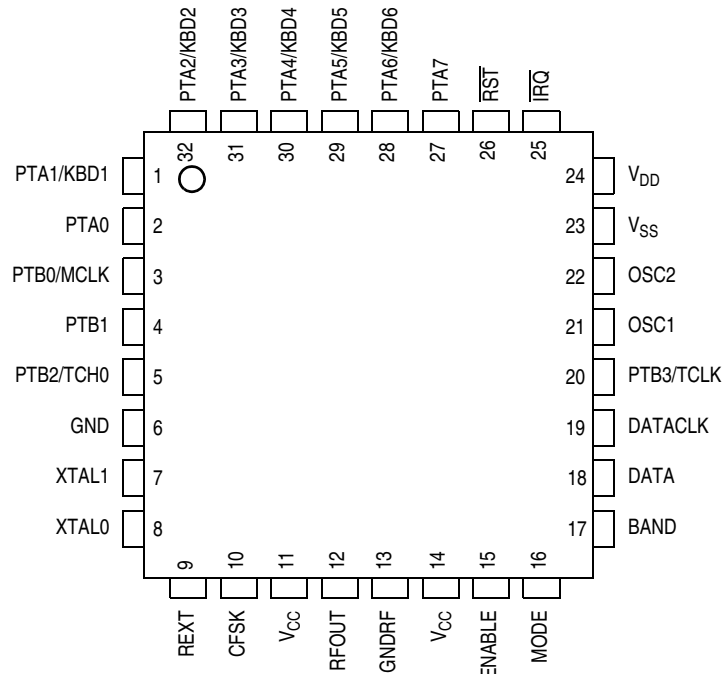 PTA2/KBD2
PTA3/KBD3
PTA4/KBD4
PTA5/KBD5
PTA6/KBD6
PTA7
RST
IRQ
32
31
30
29
28
27
26
25
PTA1/KBD1 1
PTA0 2
PTB0/MCLK 3
PTB1 4
PTB2/TCH0 5
GND 6
XTAL1 7
XTAL0 8
24 VDD
23 VSS
22 OSC2
21 OSC1
20 PTB3/TCLK
19 DATACLK
18 DATA
17 BAND
9
10
11
12
13
14
15
16
REXT
CFSK
VCC
RFOUT
GNDRF
VCC
ENABLE
MODE